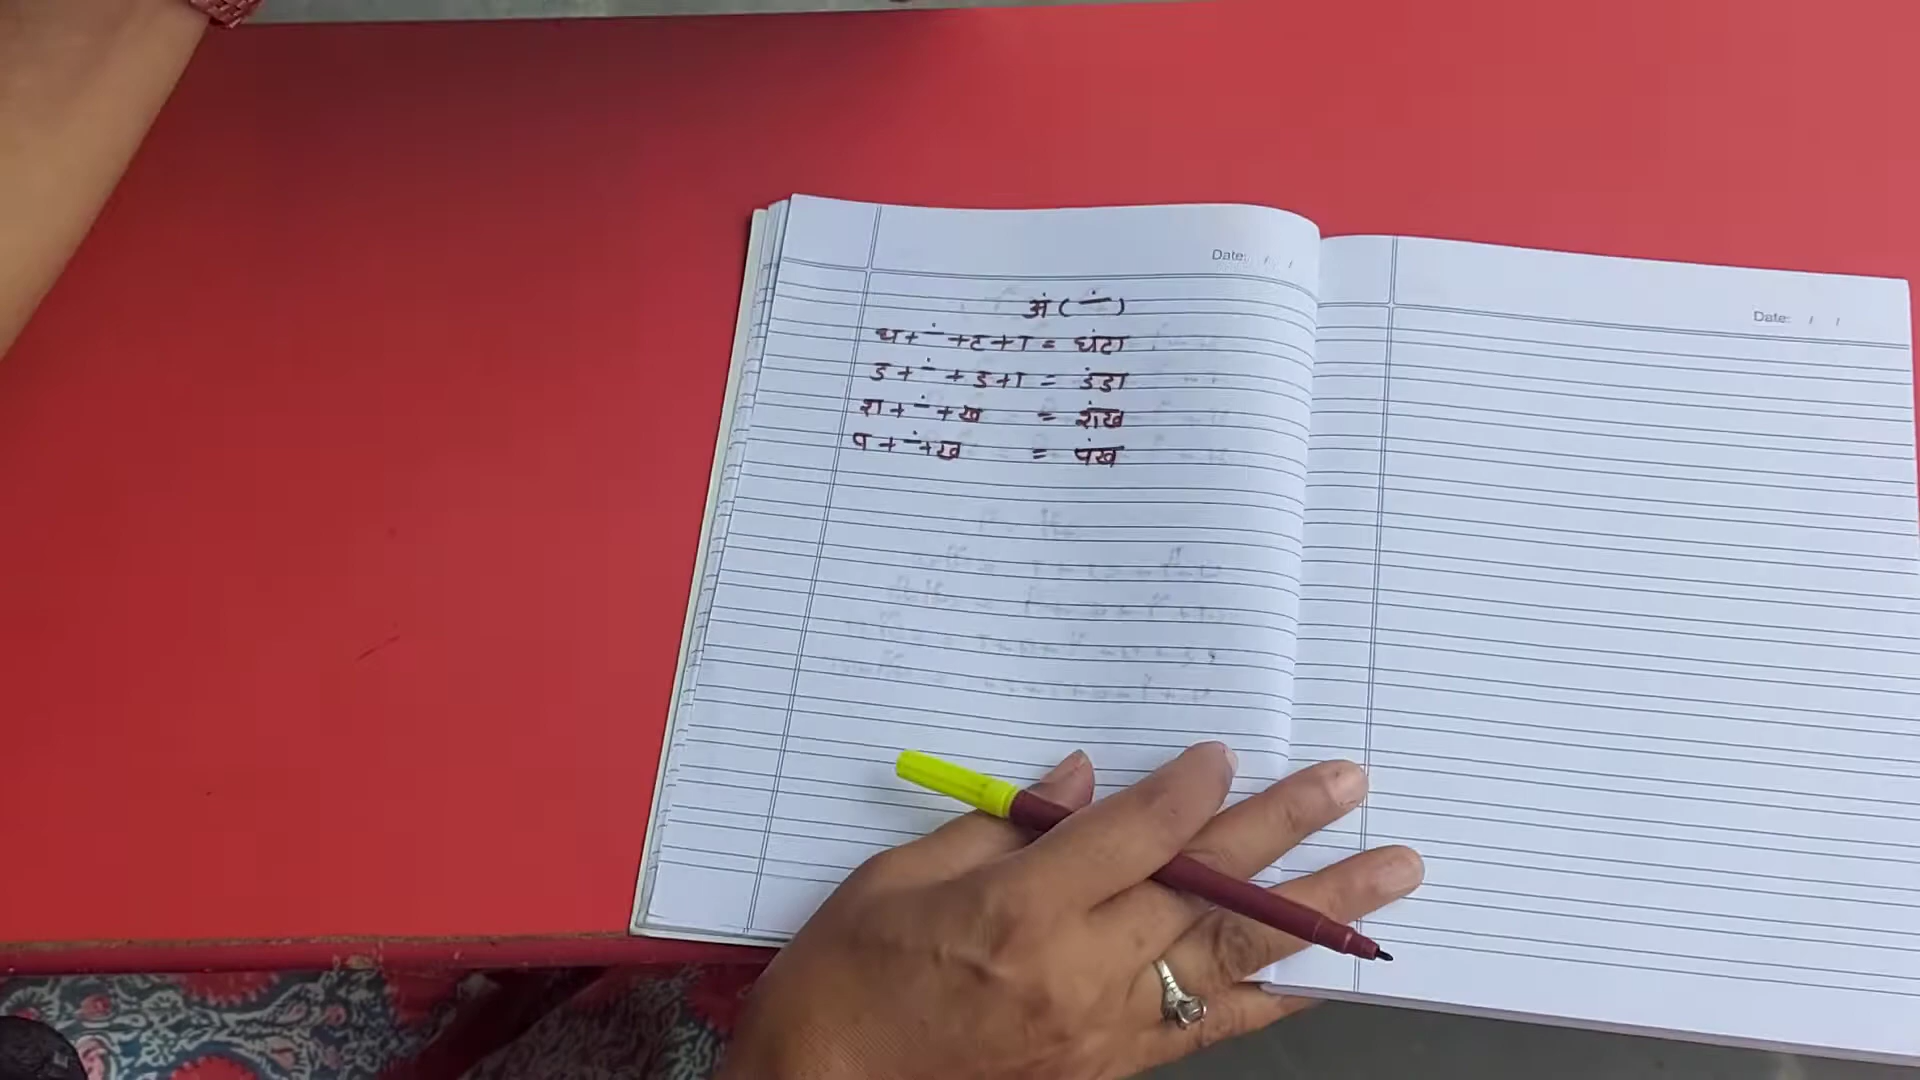 Date: / /
अं ( ―ं )
घ + ―ं + ट + ा = घंटा
ड + ―ं + ड + ा = डंडा
श + ―ं + ख = शंख
प + ―ं + ख = पंख
Date: / /